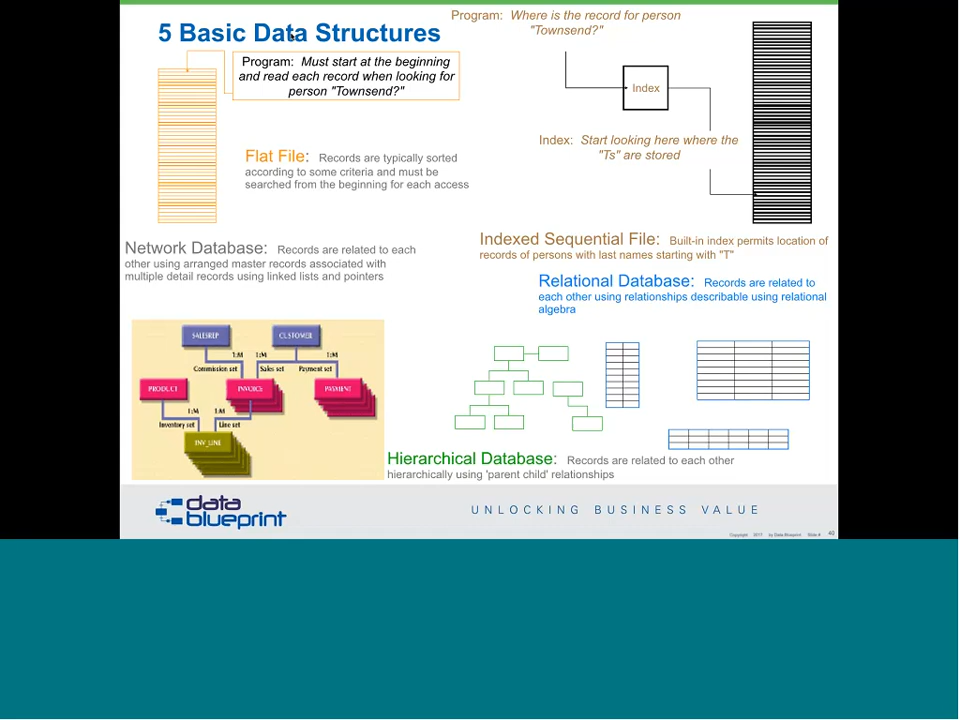 5 Basic Data Structures
Program: Must start at the beginning
and read each record when looking for
person "Townsend?"
Program: Where is the record for person
"Townsend?"
Index
Index: Start looking here where the
"Ts" are stored
Flat File: Records are typically sorted
according to some criteria and must be
searched from the beginning for each access
Network Database: Records are related to each
other using arranged master records associated with
multiple detail records using linked lists and pointers
Indexed Sequential File: Built-in index permits location of
records of persons with last names starting with "T"
Relational Database: Records are related to
each other using relationships describable using relational
algebra
SALESREP
CUSTOMER
1:M
1:M
1:M
Commission set
Sales set
Payment set
PRODUCT
INVOICE
PAYMENT
1:M
1:M
Inventory set
Line set
INV_LINE
Hierarchical Database: Records are related to each other
hierarchically using 'parent child' relationships
data
blueprint
UNLOCKING BUSINESS VALUE
Copyright 2017 by Data Blueprint Slide # 40